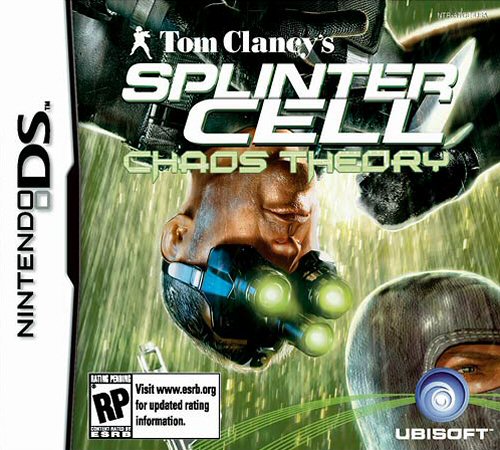 Tom Clancy's
SPLINTER
CELL
CHAOS THEORY
NINTENDO DS™
RATING PENDING
RP
CONTENT RATED BY
ESRB
Visit www.esrb.org
for updated rating
information.
UBISOFT